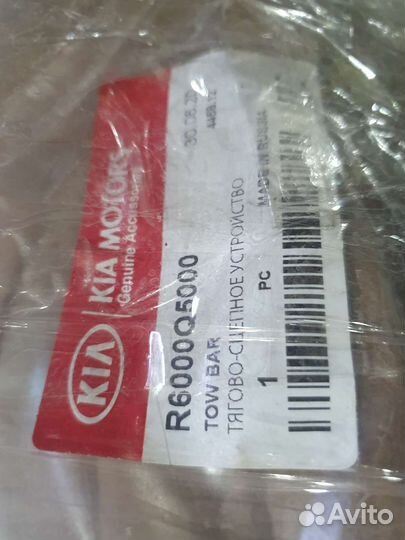 KIA
KIA MOTORS
Genuine Accessories
R6000Q5000
TOW BAR
ТЯГОВО-СЦЕПНОЕ УСТРОЙСТВО
1 PC
MADE IN RUSSIA
Avito